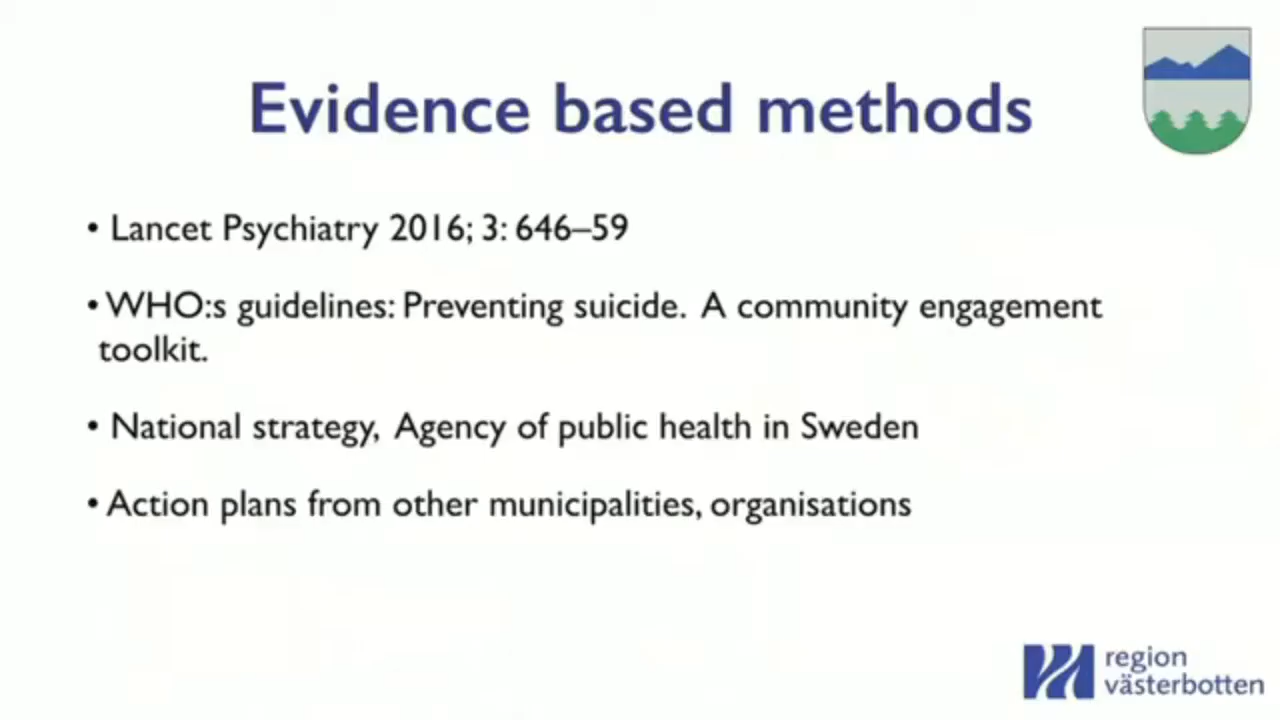 Evidence based methods
• Lancet Psychiatry 2016; 3: 646–59
• WHO:s guidelines: Preventing suicide. A community engagement
toolkit.
• National strategy, Agency of public health in Sweden
• Action plans from other municipalities, organisations
region
västerbotten